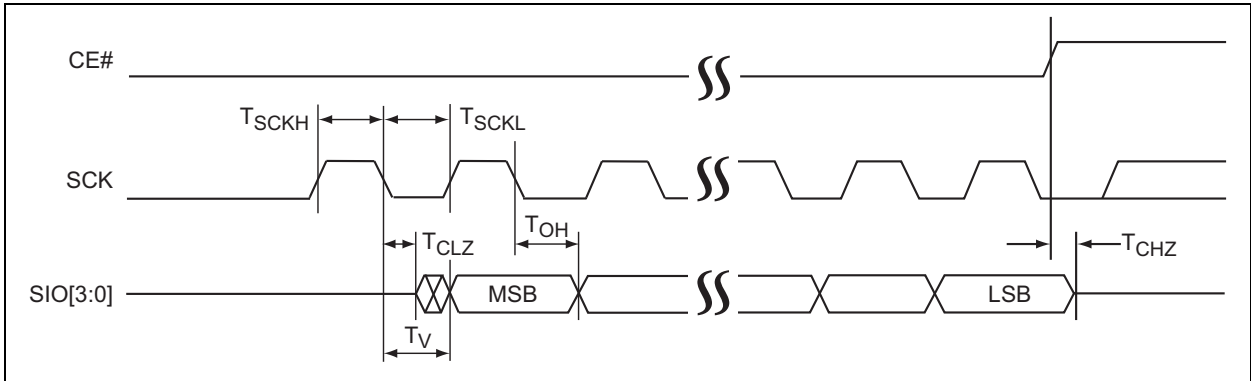 CE#
TSCKH
TSCKL
SCK
TOH
TCLZ
TCHZ
SIO[3:0]
MSB
LSB
TV